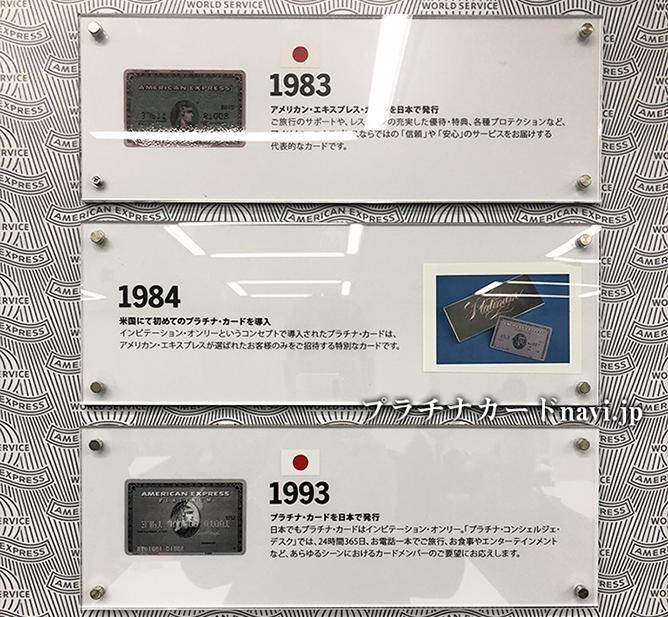 WORLD SERVICE
AMERICAN EXPRESS
1983
アメリカン・エキスプレス・カードを日本で発行
ご旅行のサポートや、レストランの充実した優待・特典、各種プロテクションなど、
ならではの「信頼」や「安心」のサービスをお届けする
代表的なカードです。
AMERICAN EXPRESS
1984
米国にて初めてのプラチナ・カードを導入
インビテーション・オンリーというコンセプトで導入されたプラチナ・カードは、
アメリカン・エキスプレスが選ばれたお客様のみをご招待する特別なカードです。
Platinum
プラチナカードnavi.jp
AMERICAN EXPRESS
PLATINUM
1993
プラチナ・カードを日本で発行
日本でもプラチナ・カードはインビテーション・オンリー。「プラチナ・コンシェルジェ・
デスク」では、24時間365日、お電話一本でご旅行、お食事やエンターテインメント
など、あらゆるシーンにおけるカードメンバーのご要望にお応えします。